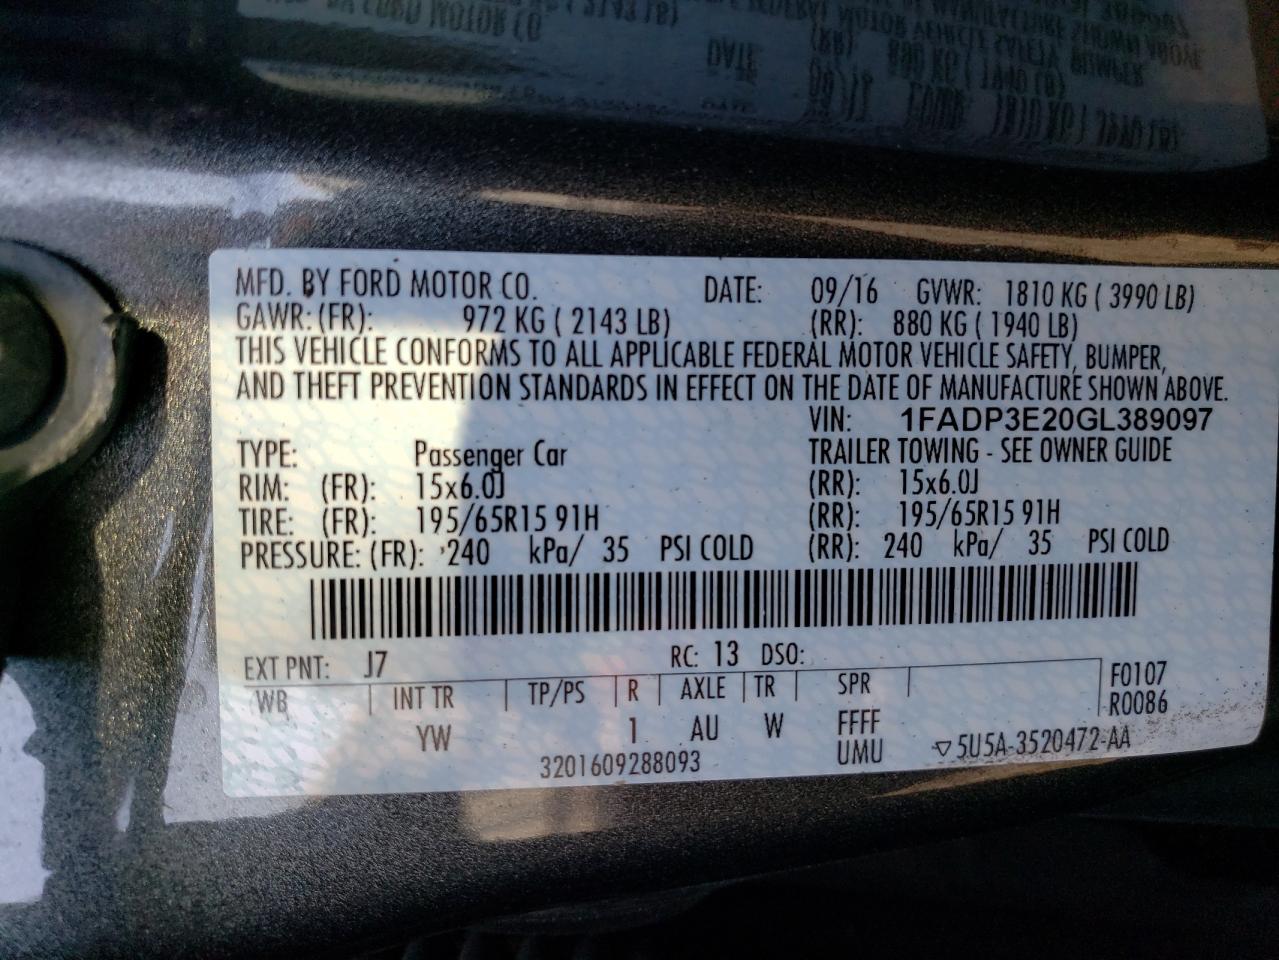 MFD. BY FORD MOTOR CO. DATE: 09/16 GVWR: 1810 KG ( 3990 LB)
GAWR: (FR): 972 KG ( 2143 LB) (RR): 880 KG ( 1940 LB)
THIS VEHICLE CONFORMS TO ALL APPLICABLE FEDERAL MOTOR VEHICLE SAFETY, BUMPER,
AND THEFT PREVENTION STANDARDS IN EFFECT ON THE DATE OF MANUFACTURE SHOWN ABOVE.
VIN: 1FADP3E20GL389097
TYPE: Passenger Car TRAILER TOWING - SEE OWNER GUIDE
RIM: (FR): 15x6.0J (RR): 15x6.0J
TIRE: (FR): 195/65R15 91H (RR): 195/65R15 91H
PRESSURE: (FR): 240 kPa/ 35 PSI COLD (RR): 240 kPa/ 35 PSI COLD
EXT PNT: J7 RC: 13 DSO:
WB INT TR TP/PS R AXLE TR SPR F0107
R0086
YW 1 AU W FFFF
3201609288093 UMU ▽5U5A-3520472-AA